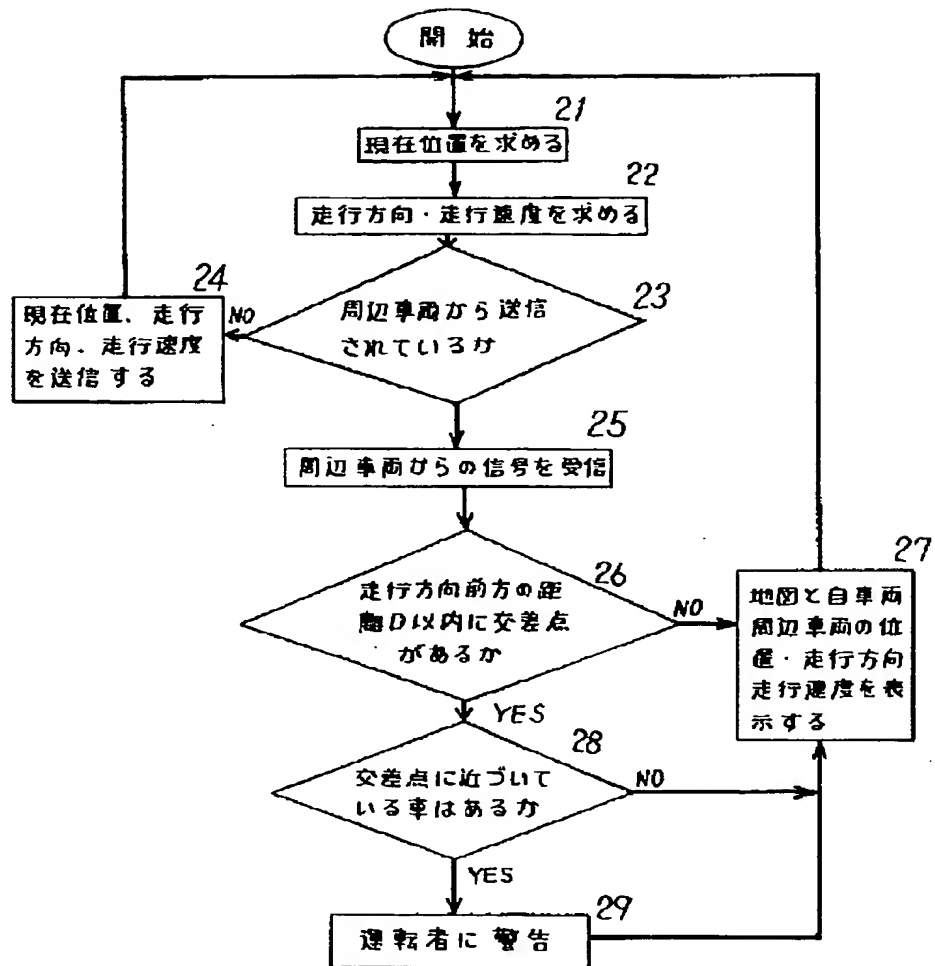 開始
21
現在位置を求める
22
走行方向・走行速度を求める
23
周辺車両から送信
されているか
24
NO
現在位置、走行
方向、走行速度
を送信する
25
周辺車両からの信号を受信
26
走行方向前方の距
離D以内に交差点
があるか
NO
YES
27
地図と自車両
周辺車両の位
置・走行方向
走行速度を表
示する
28
交差点に近づいて
いる車はあるか
NO
YES
29
運転者に警告